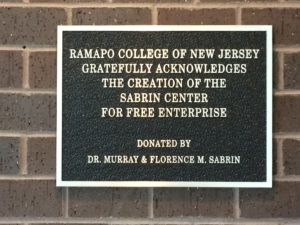 RAMAPO COLLEGE OF NEW JERSEY
GRATEFULLY ACKNOWLEDGES
THE CREATION OF THE
SABRIN CENTER
FOR FREE ENTERPRISE
DONATED BY
DR. MURRAY & FLORENCE M. SABRIN